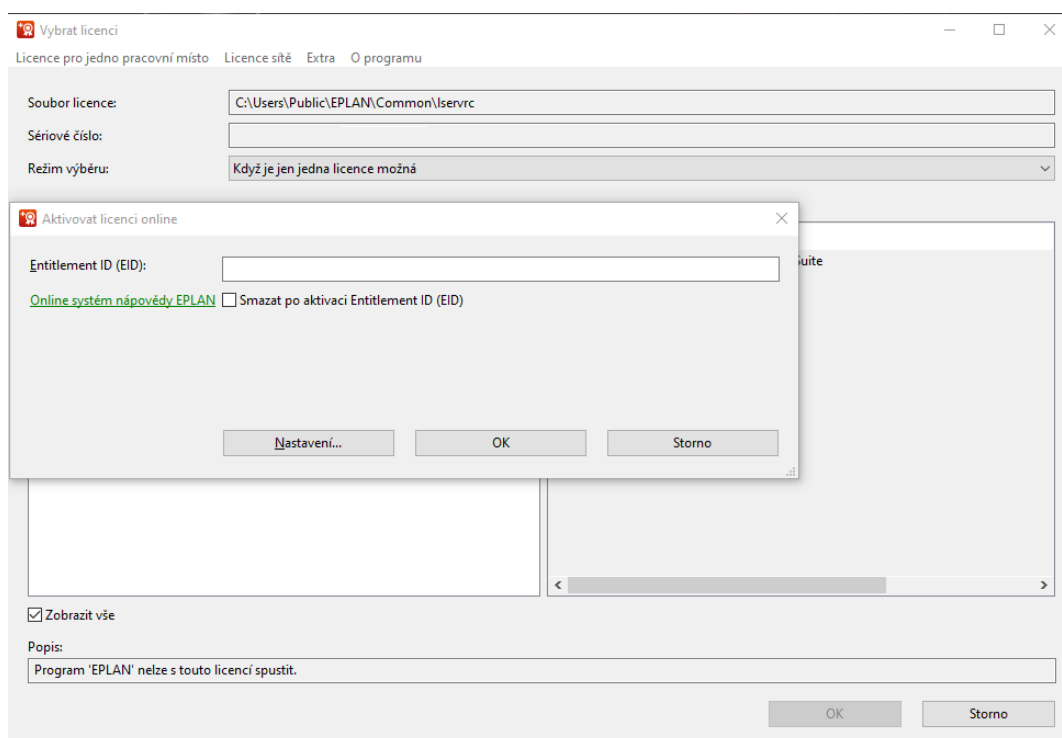 Vybrat licenci
Licence pro jedno pracovní místo Licence sítě Extra O programu
Soubor licence: C:\Users\Public\EPLAN\Common\lservrc
Sériové číslo:
Režim výběru: Když je jen jedna licence možná
Aktivovat licenci online
Entitlement ID (EID):
Online systém nápovědy EPLAN Smazat po aktivaci Entitlement ID (EID)
Nastavení... OK Storno
Suite
Zobrazit vše
Popis:
Program 'EPLAN' nelze s touto licencí spustit.
OK Storno